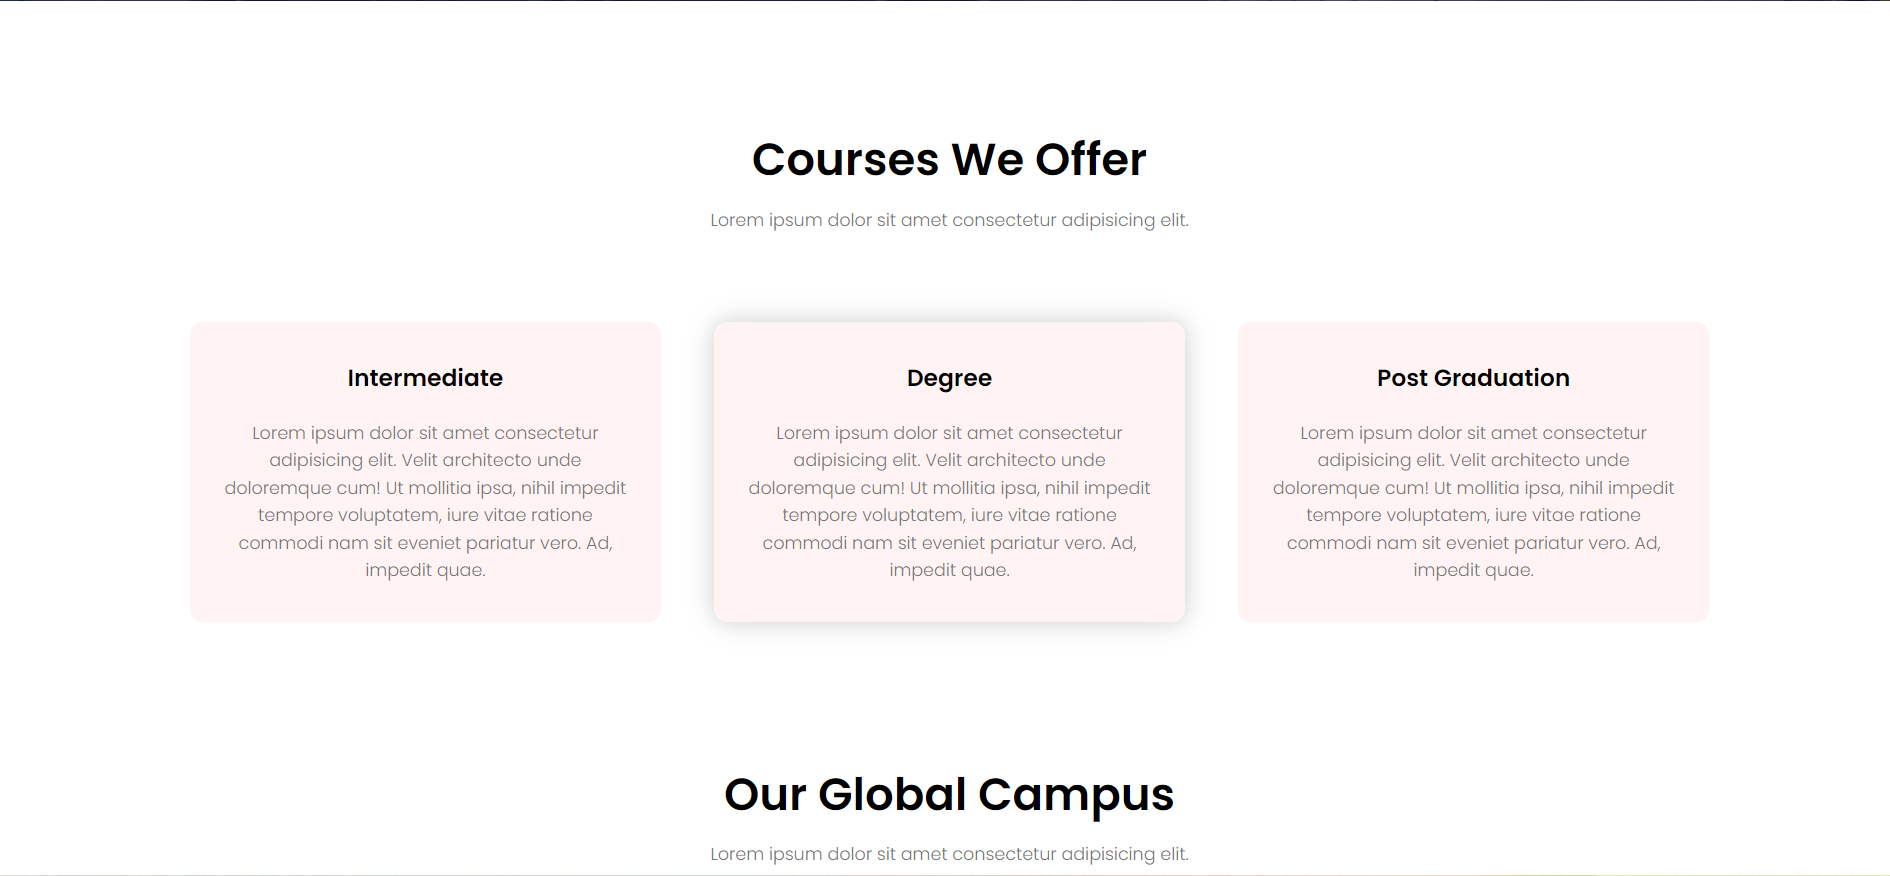 Courses We Offer
Lorem ipsum dolor sit amet consectetur adipisicing elit.
Intermediate
Lorem ipsum dolor sit amet consectetur
adipisicing elit. Velit architecto unde
doloremque cum! Ut mollitia ipsa, nihil impedit
tempore voluptatem, iure vitae ratione
commodi nam sit eveniet pariatur vero. Ad,
impedit quae.
Degree
Lorem ipsum dolor sit amet consectetur
adipisicing elit. Velit architecto unde
doloremque cum! Ut mollitia ipsa, nihil impedit
tempore voluptatem, iure vitae ratione
commodi nam sit eveniet pariatur vero. Ad,
impedit quae.
Post Graduation
Lorem ipsum dolor sit amet consectetur
adipisicing elit. Velit architecto unde
doloremque cum! Ut mollitia ipsa, nihil impedit
tempore voluptatem, iure vitae ratione
commodi nam sit eveniet pariatur vero. Ad,
impedit quae.
Our Global Campus
Lorem ipsum dolor sit amet consectetur adipisicing elit.